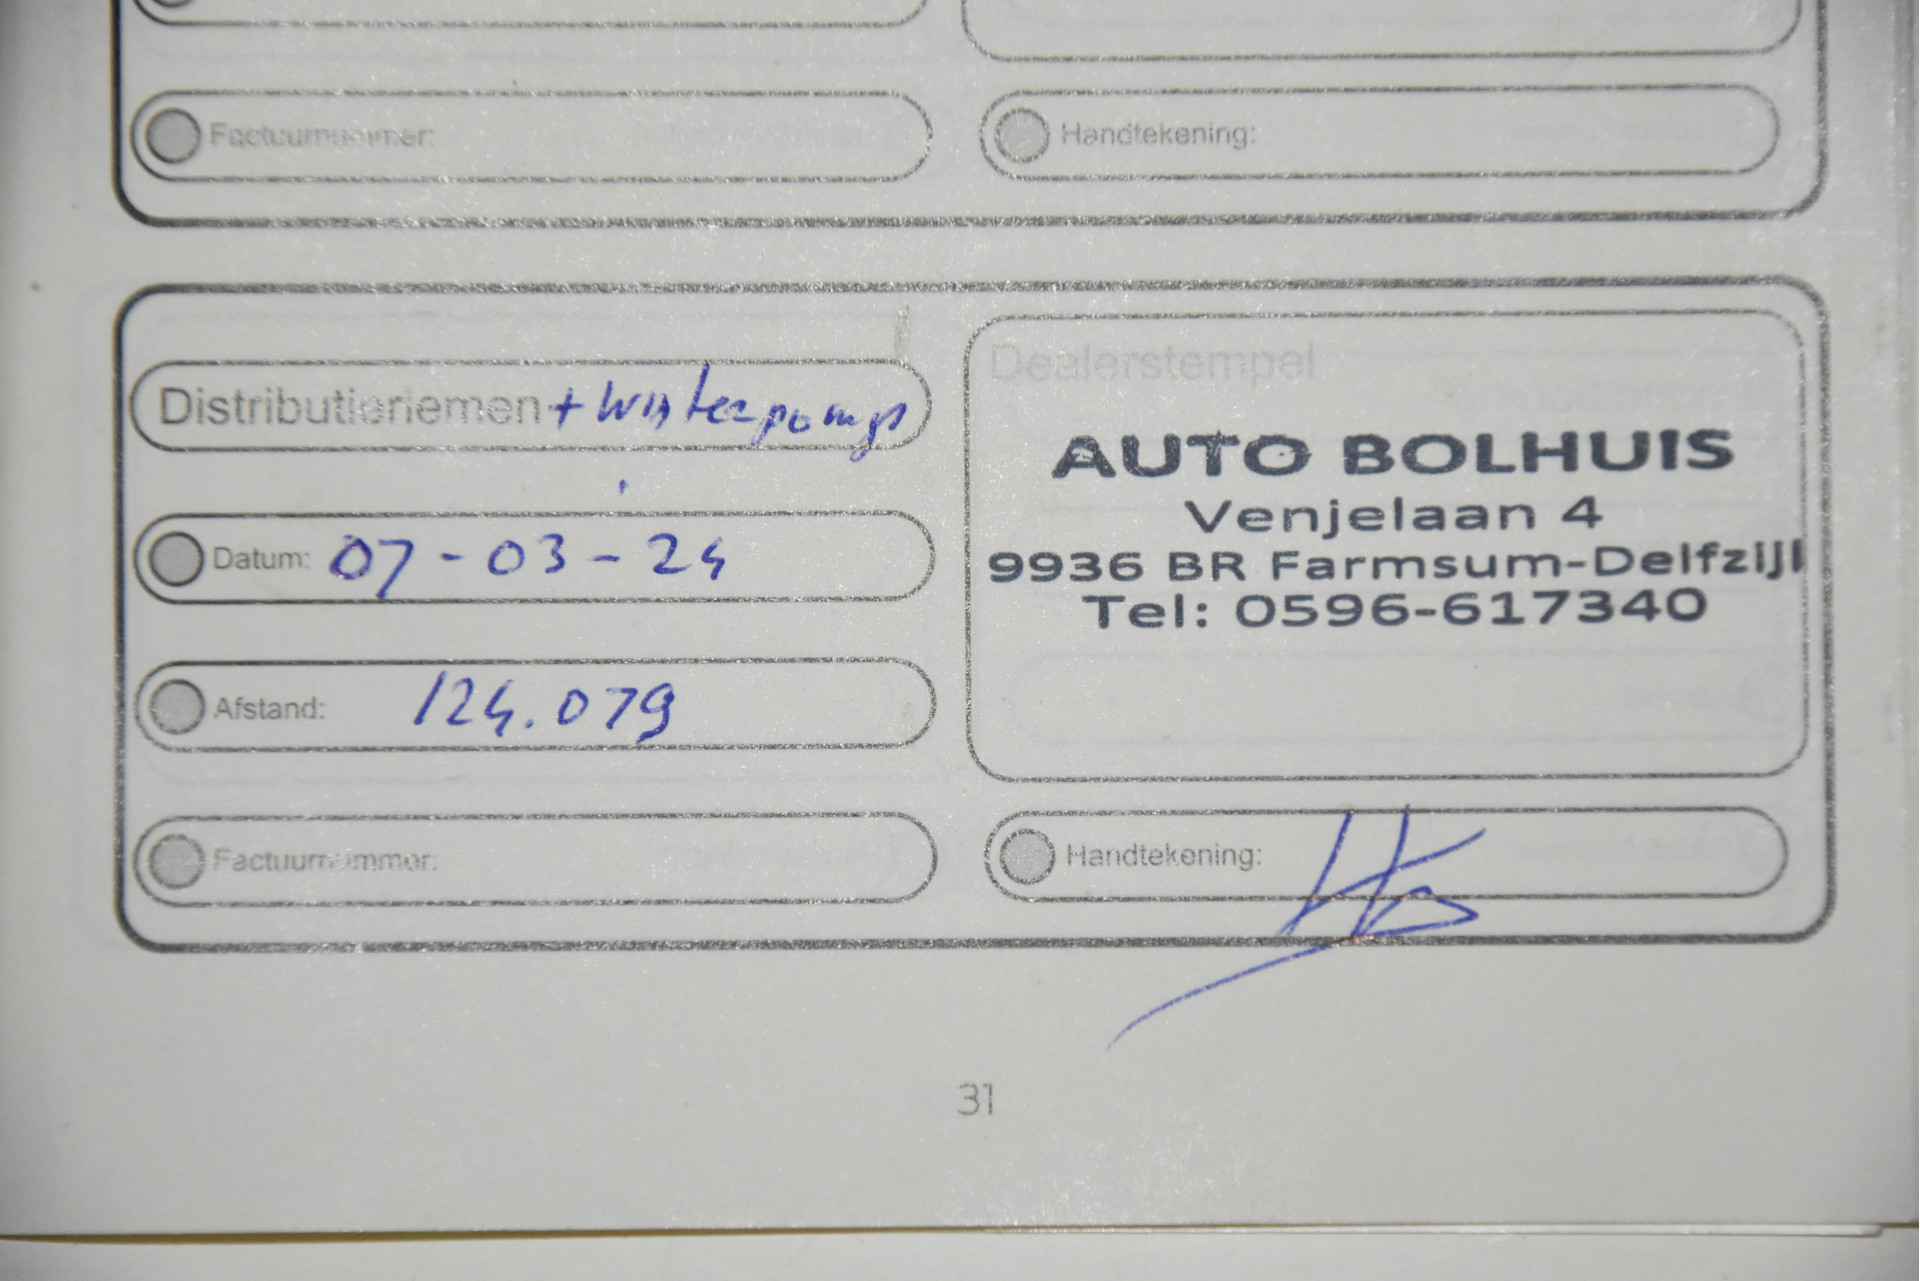 Factuurnummer:
Handtekening:
Distributieriemen + Waterpomp
Datum: 07-03-24
Afstand: 124.079
Factuurnummer:
Dealerstempel
AUTO BOLHUIS
Venjelaan 4
9936 BR Farmsum-Delfzijl
Tel: 0596-617340
Handtekening:
31